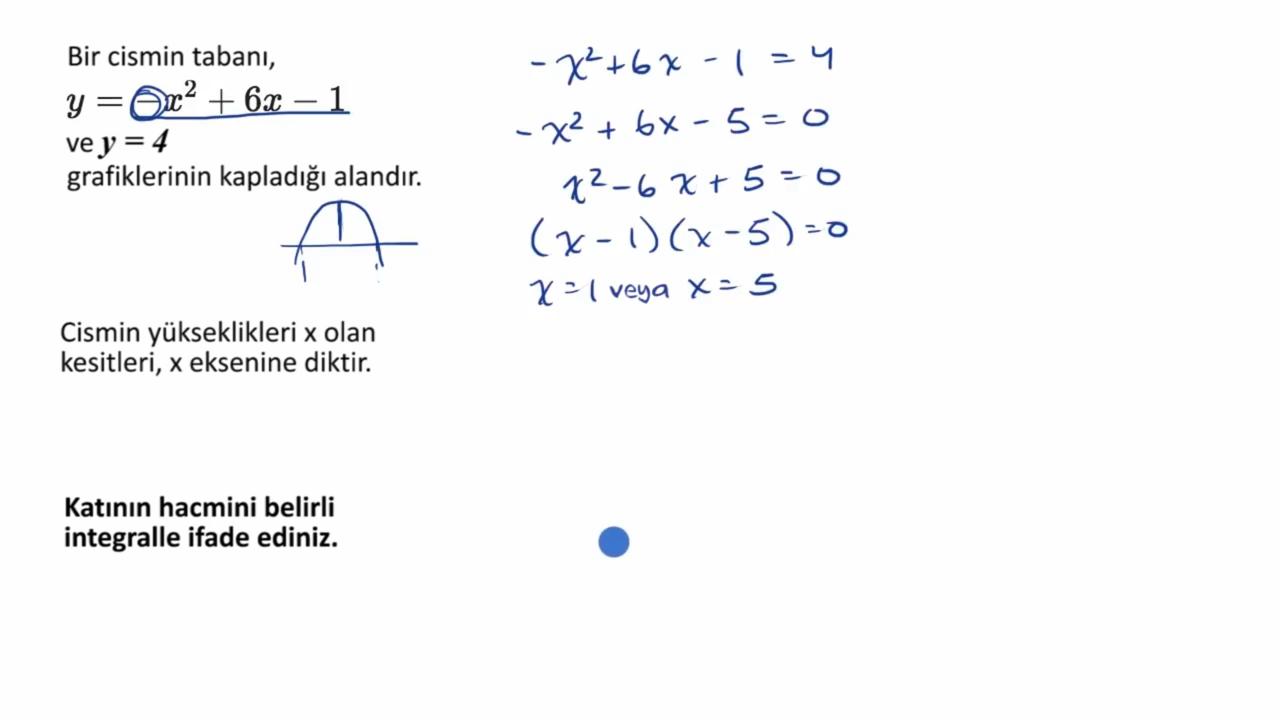 Bir cismin tabanı,
y = −x² + 6x − 1
ve y = 4
grafiklerinin kapladığı alandır.
1
Cismin yükseklikleri x olan
kesitleri, x eksenine diktir.
Katının hacmini belirli
integralle ifade ediniz.
- x² + 6x - 1 = 4
- x² + 6x - 5 = 0
x² - 6x + 5 = 0
(x - 1)(x - 5) = 0
x = 1 veya x = 5